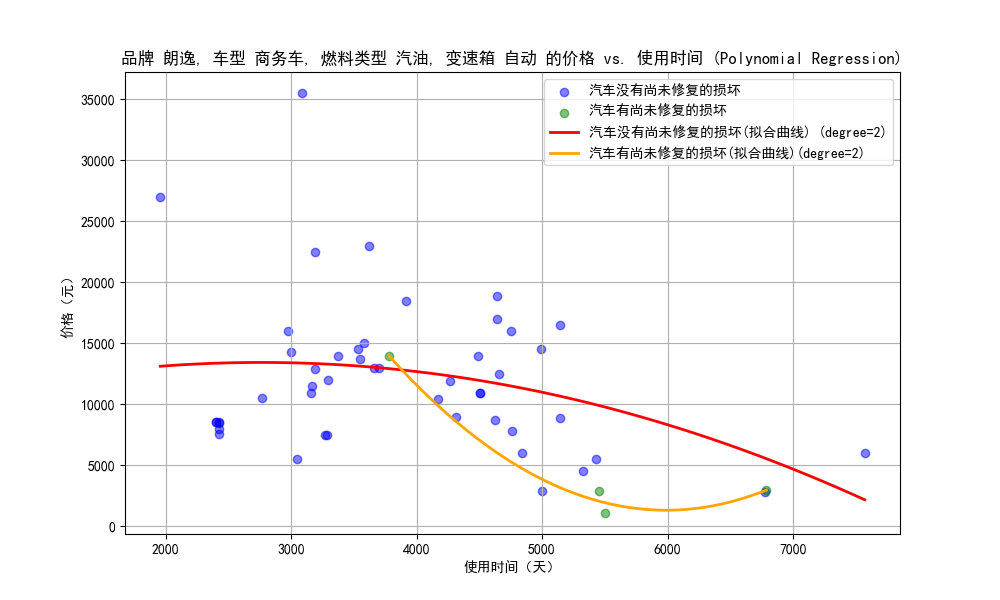 品牌 朗逸, 车型 商务车, 燃料类型 汽油, 变速箱 自动 的价格 vs. 使用时间 (Polynomial Regression)
汽车没有尚未修复的损坏
汽车有尚未修复的损坏
汽车没有尚未修复的损坏(拟合曲线) (degree=2)
汽车有尚未修复的损坏(拟合曲线)(degree=2)
价格（元）
35000
30000
25000
20000
15000
10000
5000
0
2000 3000 4000 5000 6000 7000
使用时间（天）